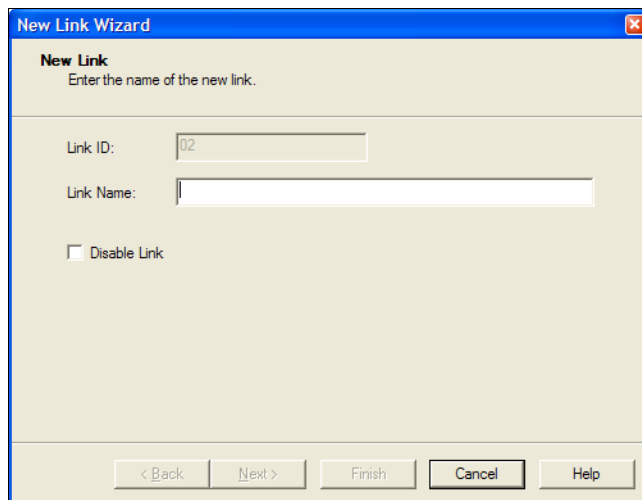 New Link Wizard
New Link
Enter the name of the new link.
Link ID: 02
Link Name:
Disable Link
< Back Next > Finish Cancel Help